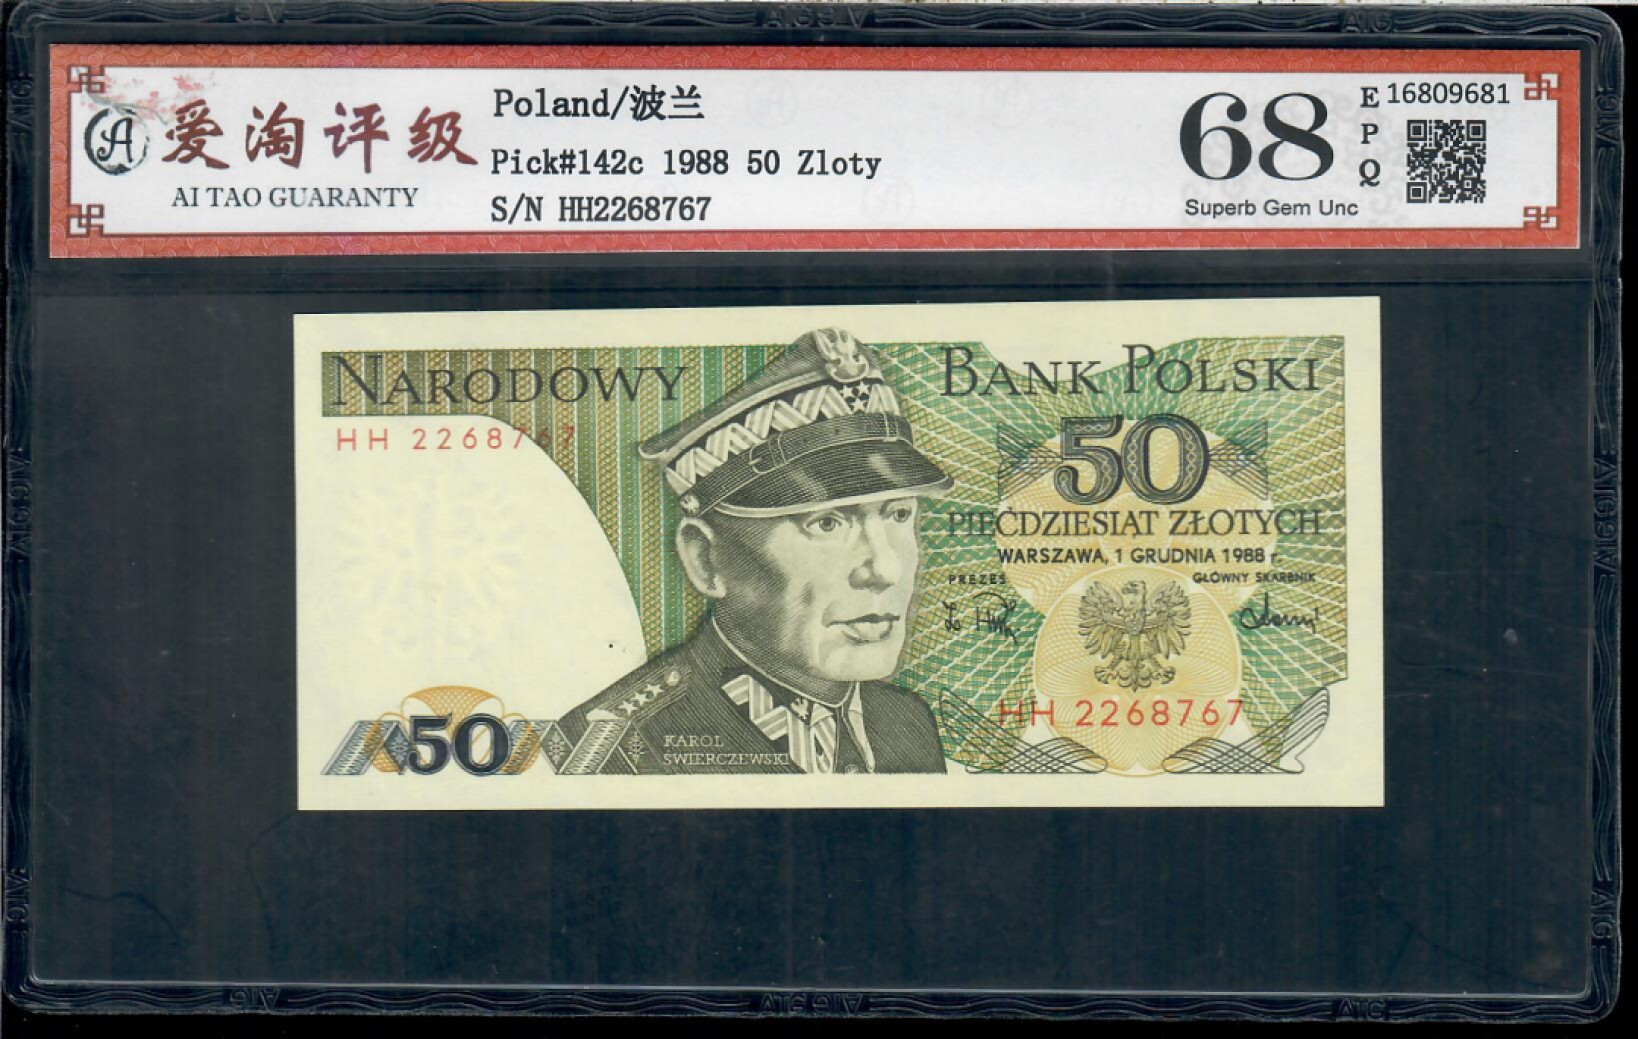 爱淘评级
AI TAO GUARANTY
Poland/波兰
Pick#142c 1988 50 Zloty
S/N HH2268767
68
EPQ
Superb Gem Unc
16809681
NARODOWY BANK POLSKI
HH 2268767
50
PIĘĆDZIESIĄT ZŁOTYCH
WARSZAWA, 1 GRUDNIA 1988 r.
PREZES GŁÓWNY SKARBNIK
HH 2268767
50
KAROL
ŚWIERCZEWSKI